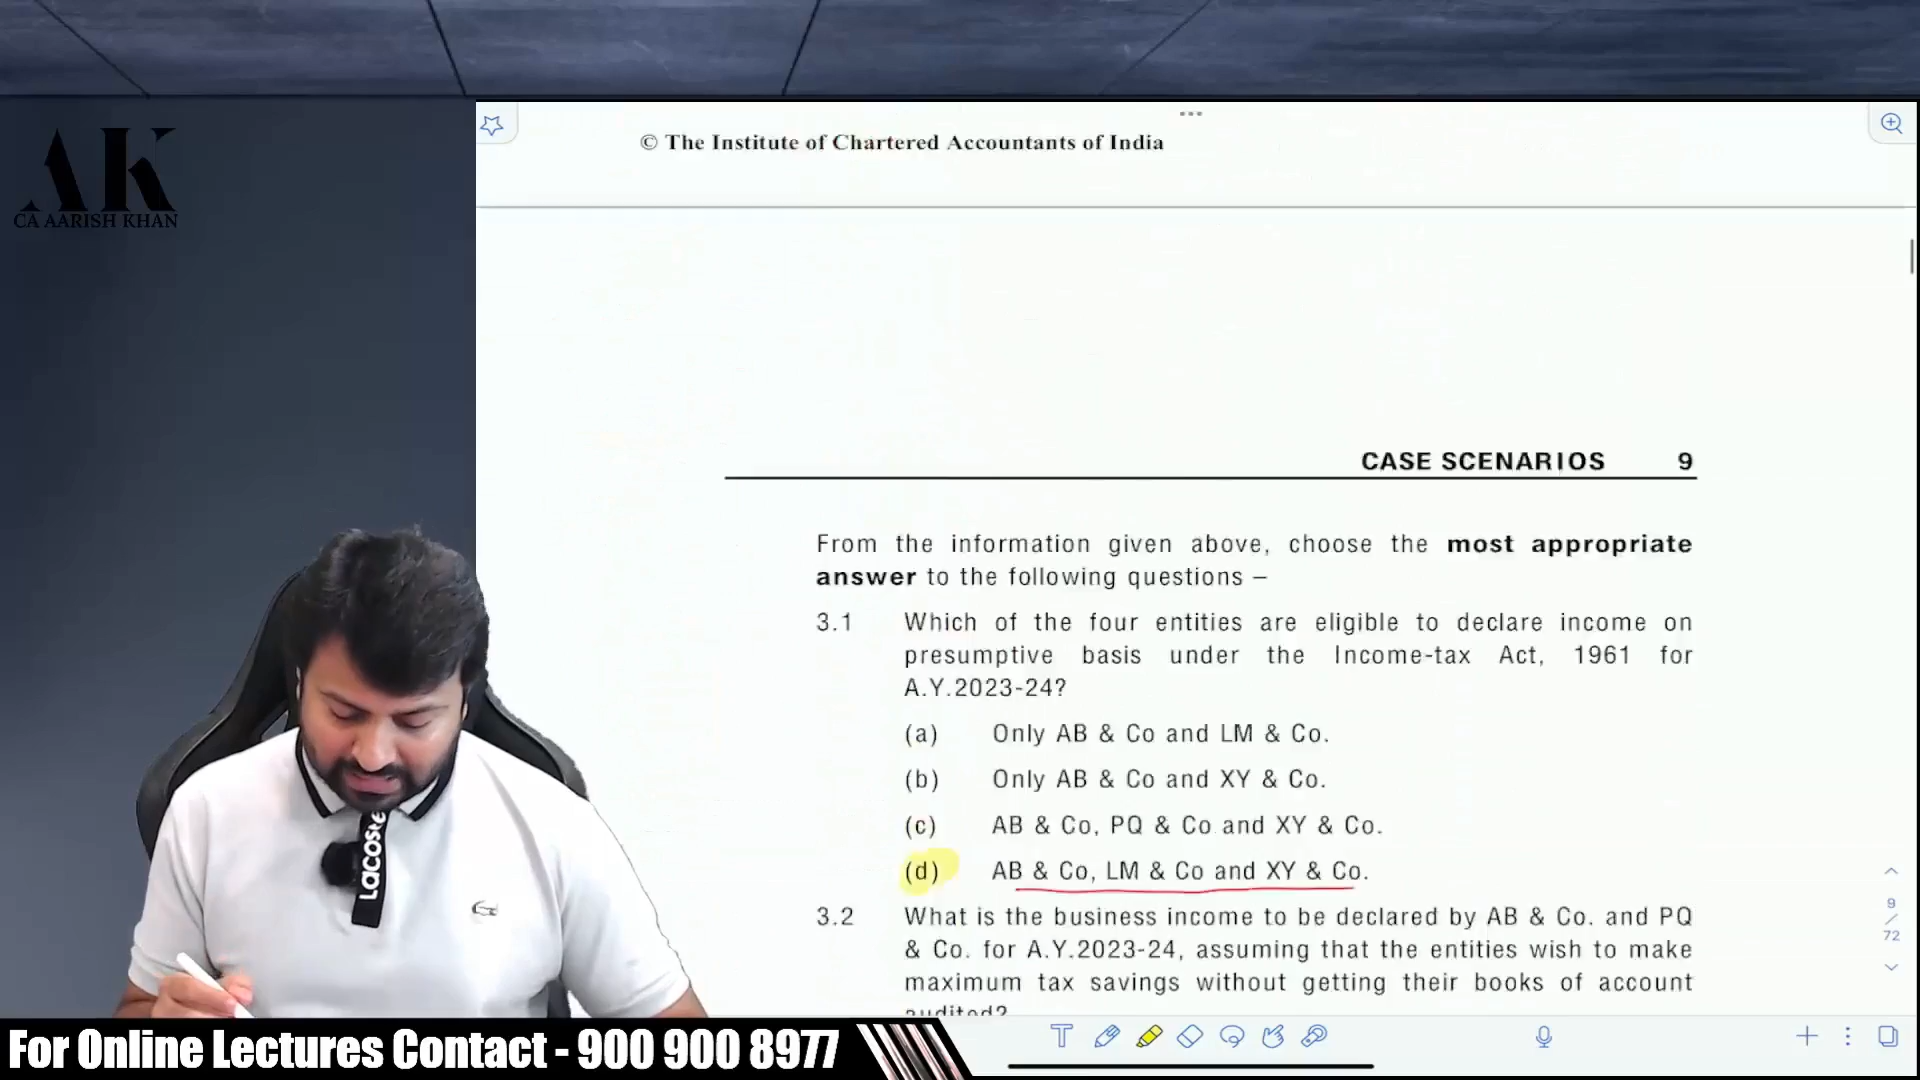 AK
CA AARISH KHAN
© The Institute of Chartered Accountants of India
CASE SCENARIOS 9
From the information given above, choose the most appropriate
answer to the following questions –
3.1 Which of the four entities are eligible to declare income on
presumptive basis under the Income-tax Act, 1961 for
A.Y.2023-24?
(a) Only AB & Co and LM & Co.
(b) Only AB & Co and XY & Co.
(c) AB & Co, PQ & Co and XY & Co.
(d) AB & Co, LM & Co and XY & Co.
3.2 What is the business income to be declared by AB & Co. and PQ
& Co. for A.Y.2023-24, assuming that the entities wish to make
maximum tax savings without getting their books of account
audited?
9
/
72
LACOSTE
T
For Online Lectures Contact - 900 900 8977